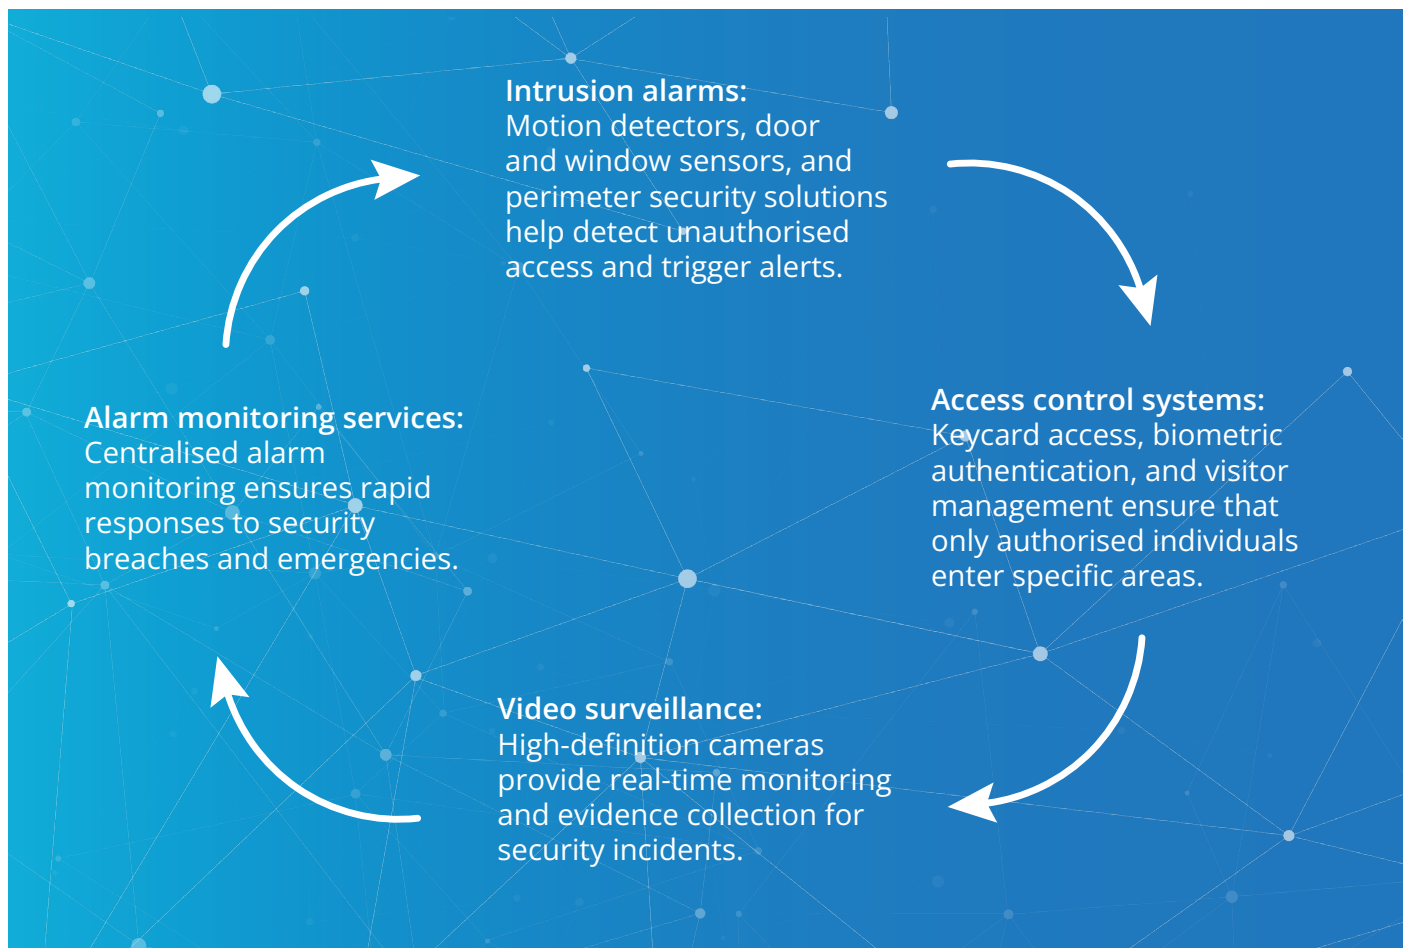 Intrusion alarms:
Motion detectors, door
and window sensors, and
perimeter security solutions
help detect unauthorised
access and trigger alerts.
Access control systems:
Keycard access, biometric
authentication, and visitor
management ensure that
only authorised individuals
enter specific areas.
Video surveillance:
High-definition cameras
provide real-time monitoring
and evidence collection for
security incidents.
Alarm monitoring services:
Centralised alarm
monitoring ensures rapid
responses to security
breaches and emergencies.